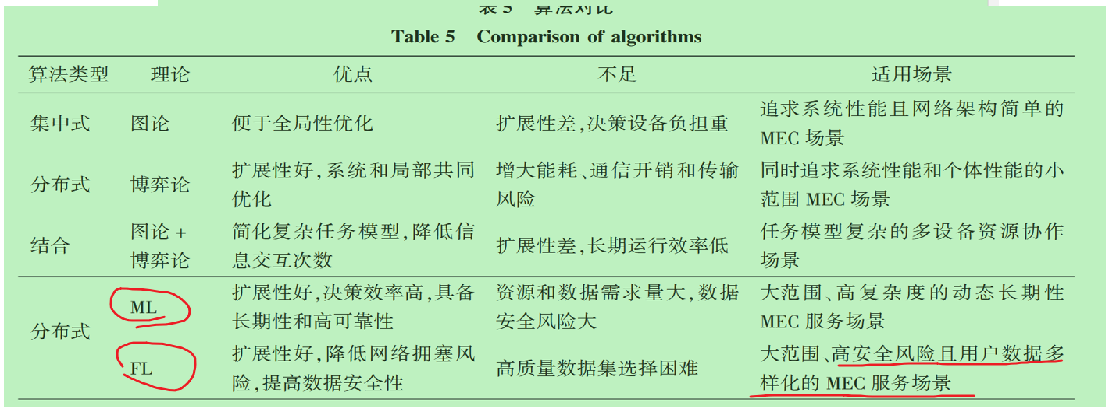 表5 算法对比
Table 5 Comparison of algorithms
算法类型 理论 优点 不足 适用场景
集中式 图论 便于全局性优化 扩展性差,决策设备负担重 追求系统性能且网络架构简单的
MEC 场景
分布式 博弈论 扩展性好,系统和局部共同
优化 增大能耗、通信开销和传输
风险 同时追求系统性能和个体性能的小
范围 MEC 场景
结合 图论 +
博弈论 简化复杂任务模型,降低信
息交互次数 扩展性差,长期运行效率低 任务模型复杂的多设备资源协作
场景
分布式 ML 扩展性好,决策效率高,具备
长期性和高可靠性 资源和数据需求量大,数据
安全风险大 大范围、高复杂度的动态长期性
MEC 服务场景
FL 扩展性好,降低网络拥塞风
险,提高数据安全性 高质量数据集选择困难 大范围、高安全风险且用户数据多
样化的 MEC 服务场景